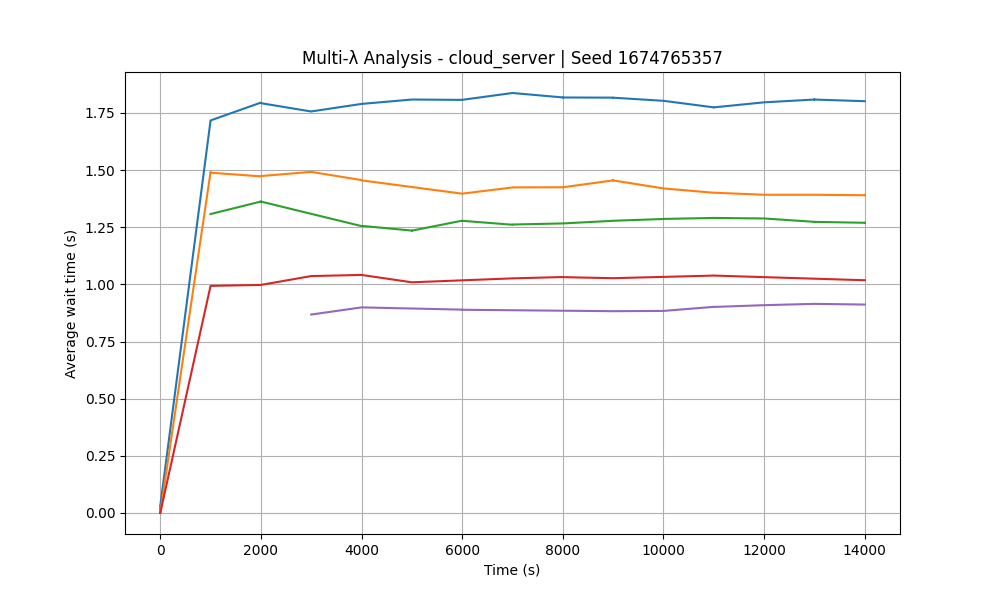 Multi-λ Analysis - cloud_server | Seed 1674765357
Average wait time (s)
1.75
1.50
1.25
1.00
0.75
0.50
0.25
0.00
0 2000 4000 6000 8000 10000 12000 14000
Time (s)